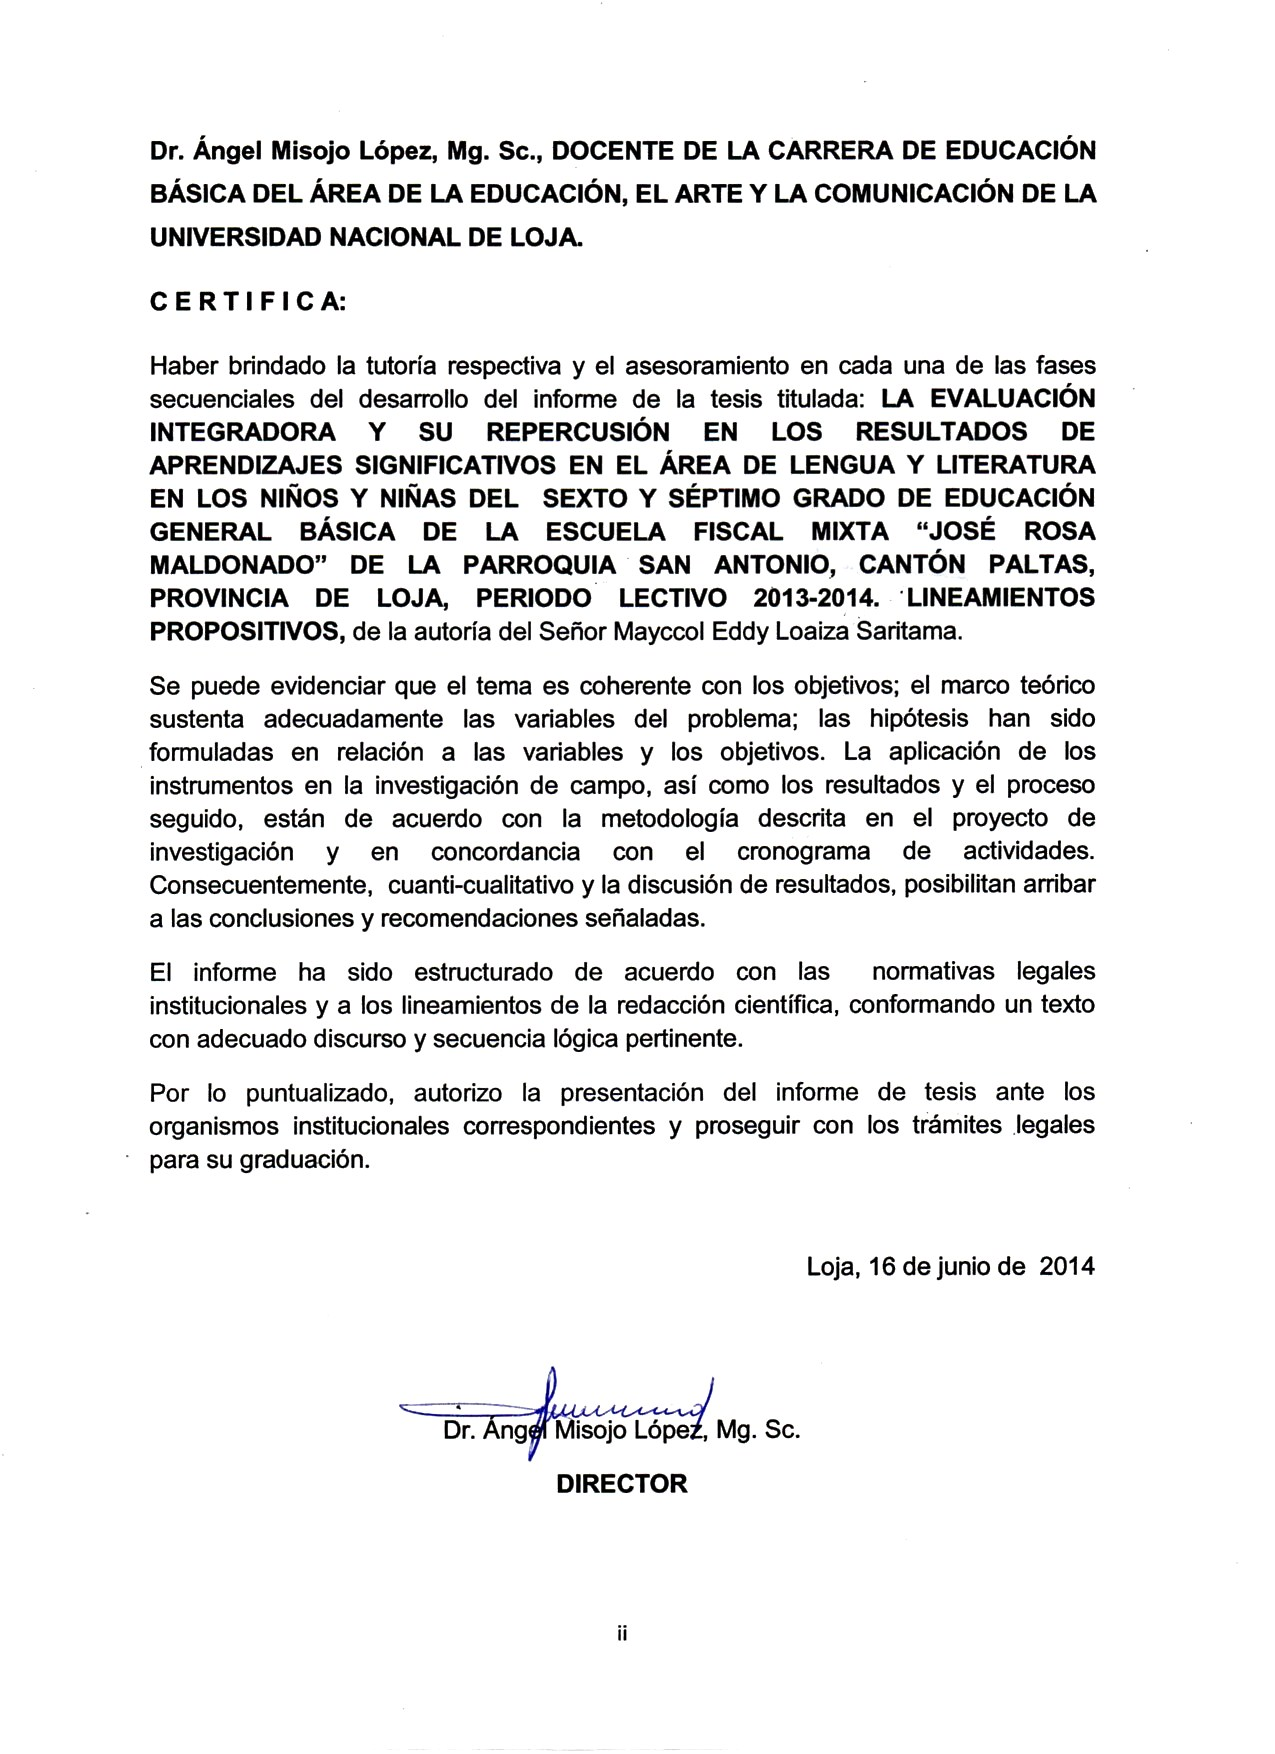 Dr. Ángel Misojo López, Mg. Sc., DOCENTE DE LA CARRERA DE EDUCACIÓN
BÁSICA DEL ÁREA DE LA EDUCACIÓN, EL ARTE Y LA COMUNICACIÓN DE LA
UNIVERSIDAD NACIONAL DE LOJA.
C E R T I F I C A:
Haber brindado la tutoría respectiva y el asesoramiento en cada una de las fases
secuenciales del desarrollo del informe de la tesis titulada: LA EVALUACIÓN
INTEGRADORA Y SU REPERCUSIÓN EN LOS RESULTADOS DE
APRENDIZAJES SIGNIFICATIVOS EN EL ÁREA DE LENGUA Y LITERATURA
EN LOS NIÑOS Y NIÑAS DEL SEXTO Y SÉPTIMO GRADO DE EDUCACIÓN
GENERAL BÁSICA DE LA ESCUELA FISCAL MIXTA “JOSÉ ROSA
MALDONADO” DE LA PARROQUIA SAN ANTONIO, CANTÓN PALTAS,
PROVINCIA DE LOJA, PERIODO LECTIVO 2013-2014. LINEAMIENTOS
PROPOSITIVOS, de la autoría del Señor Mayccol Eddy Loaiza Saritama.
Se puede evidenciar que el tema es coherente con los objetivos; el marco teórico
sustenta adecuadamente las variables del problema; las hipótesis han sido
formuladas en relación a las variables y los objetivos. La aplicación de los
instrumentos en la investigación de campo, así como los resultados y el proceso
seguido, están de acuerdo con la metodología descrita en el proyecto de
investigación y en concordancia con el cronograma de actividades.
Consecuentemente, cuanti-cualitativo y la discusión de resultados, posibilitan arribar
a las conclusiones y recomendaciones señaladas.
El informe ha sido estructurado de acuerdo con las normativas legales
institucionales y a los lineamientos de la redacción científica, conformando un texto
con adecuado discurso y secuencia lógica pertinente.
Por lo puntualizado, autorizo la presentación del informe de tesis ante los
organismos institucionales correspondientes y proseguir con los trámites legales
para su graduación.
Loja, 16 de junio de 2014
Dr. Ángel Misojo López, Mg. Sc.
DIRECTOR
ii